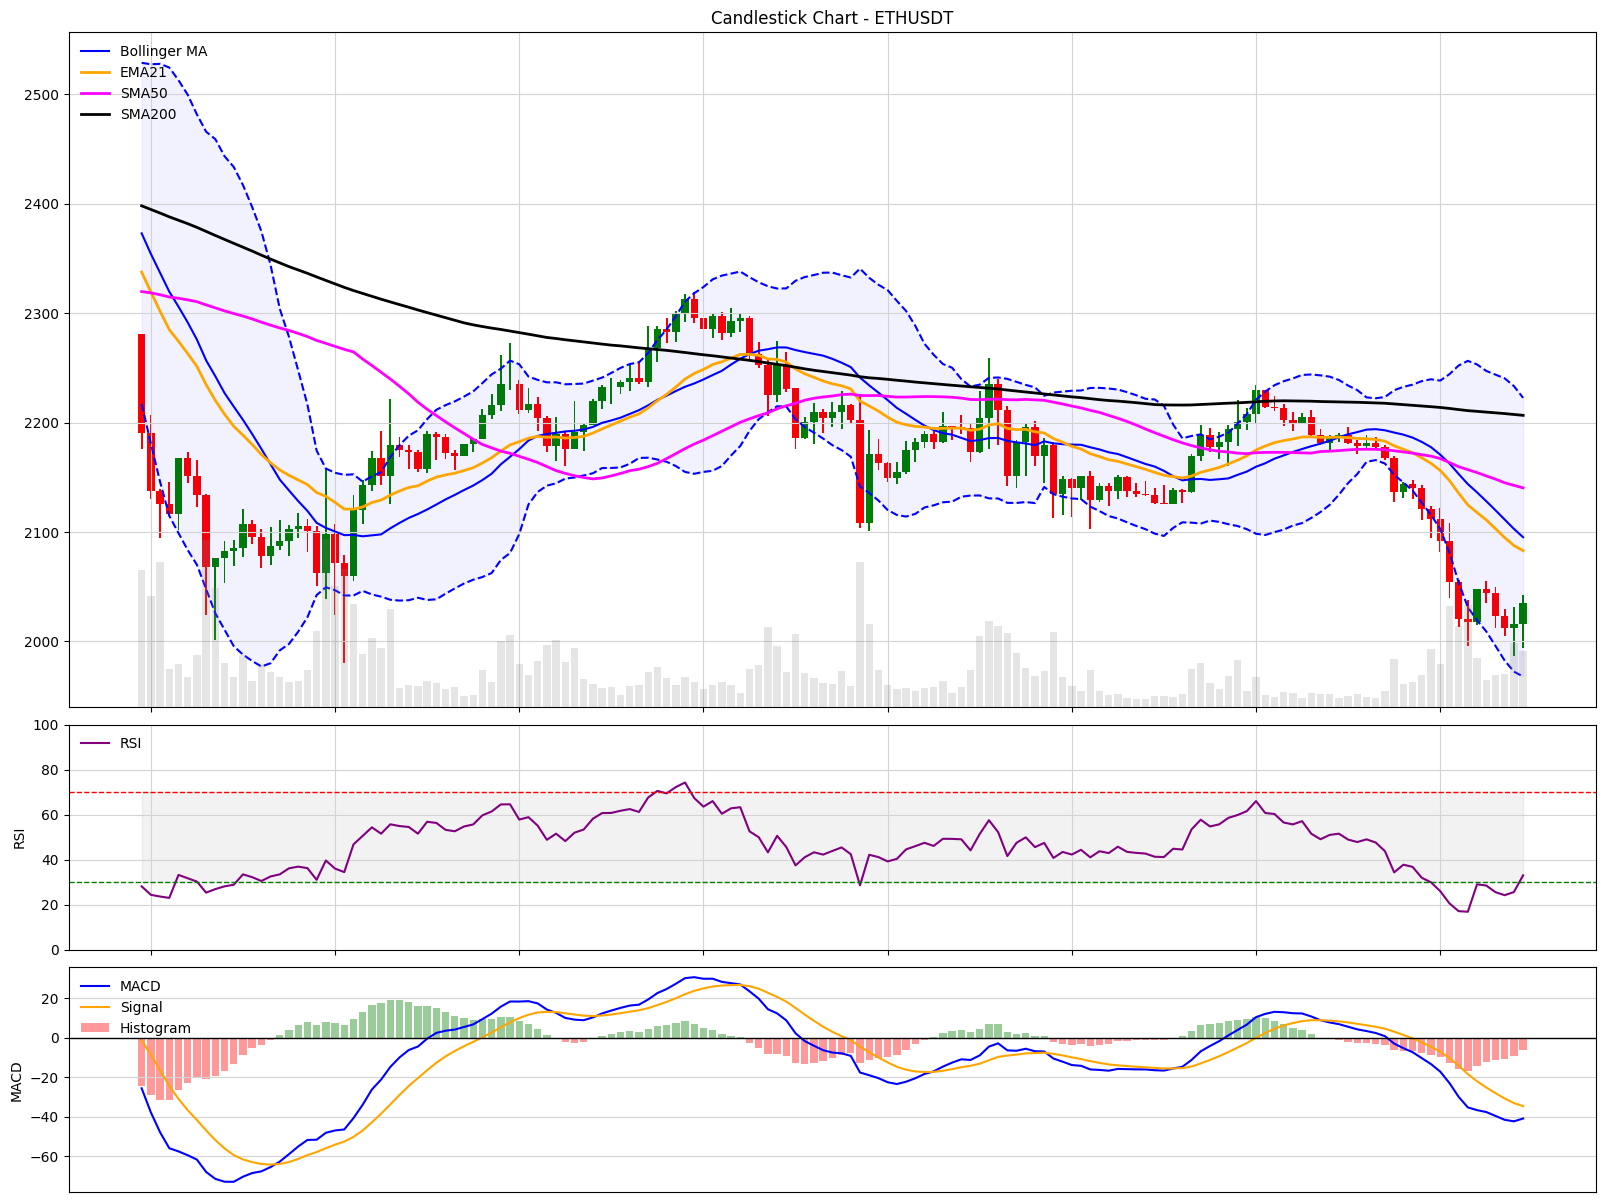 Candlestick Chart - ETHUSDT
Bollinger MA
EMA21
SMA50
SMA200
2500
2400
2300
2200
2100
2000
RSI
100
80
60
40
20
0
RSI
MACD
Signal
Histogram
20
0
−20
−40
−60
MACD